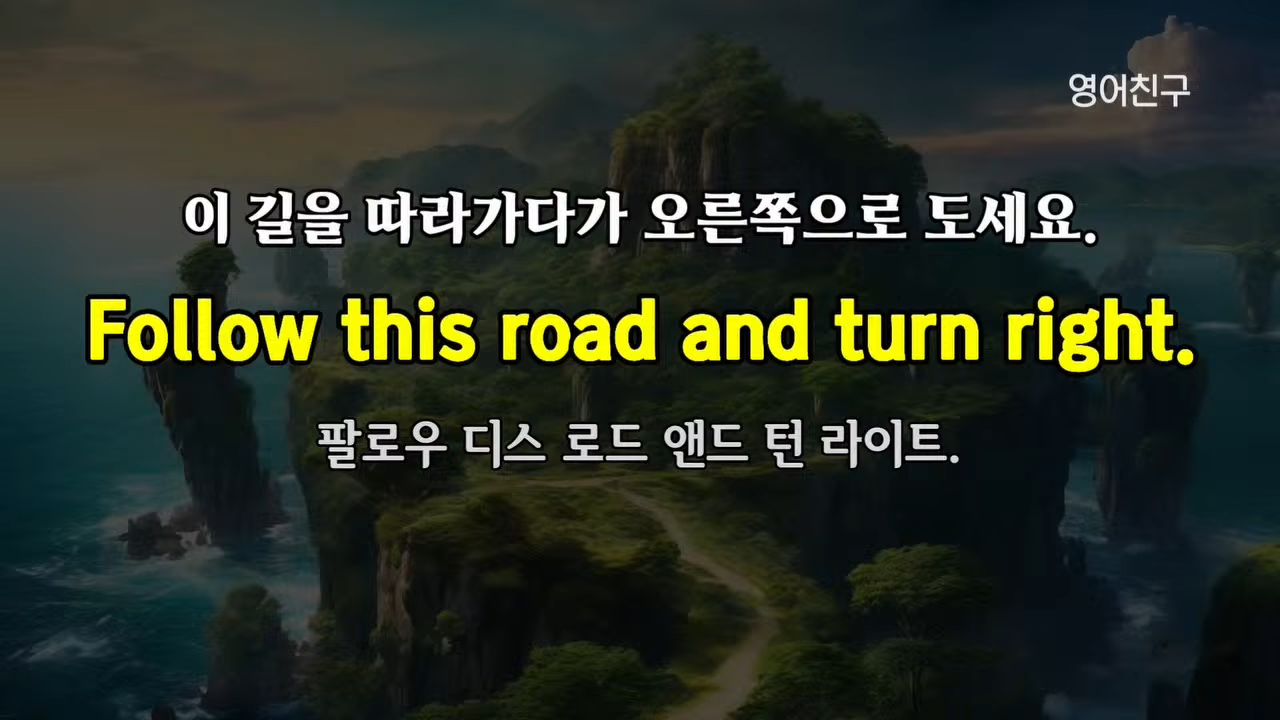 영어친구
이 길을 따라가다가 오른쪽으로 도세요.
Follow this road and turn right.
팔로우 디스 로드 앤드 턴 라이트.